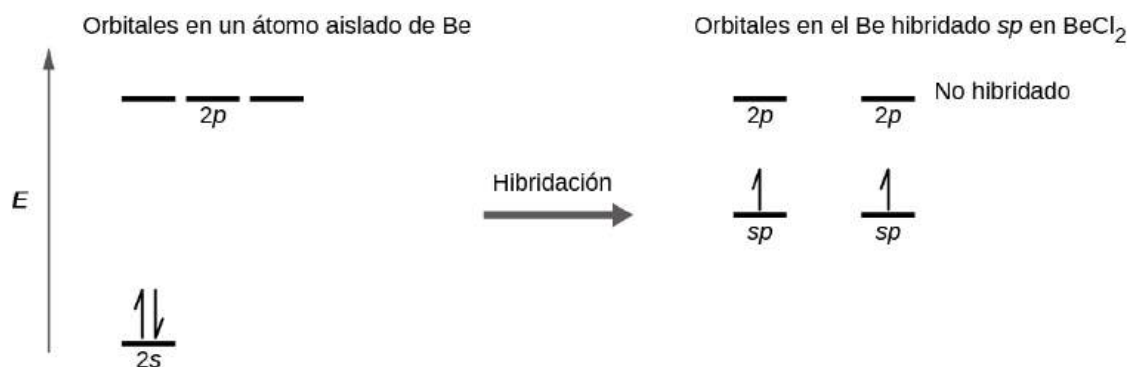 Orbitales en un átomo aislado de Be
Orbitales en el Be hibridado sp en BeCl₂
2p
2p
2p
No hibridado
E
Hibridación
sp
sp
2s